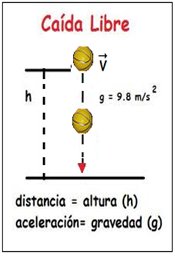 Caída Libre
V
h
g = 9.8 m/s²
distancia = altura (h)
aceleración= gravedad (g)